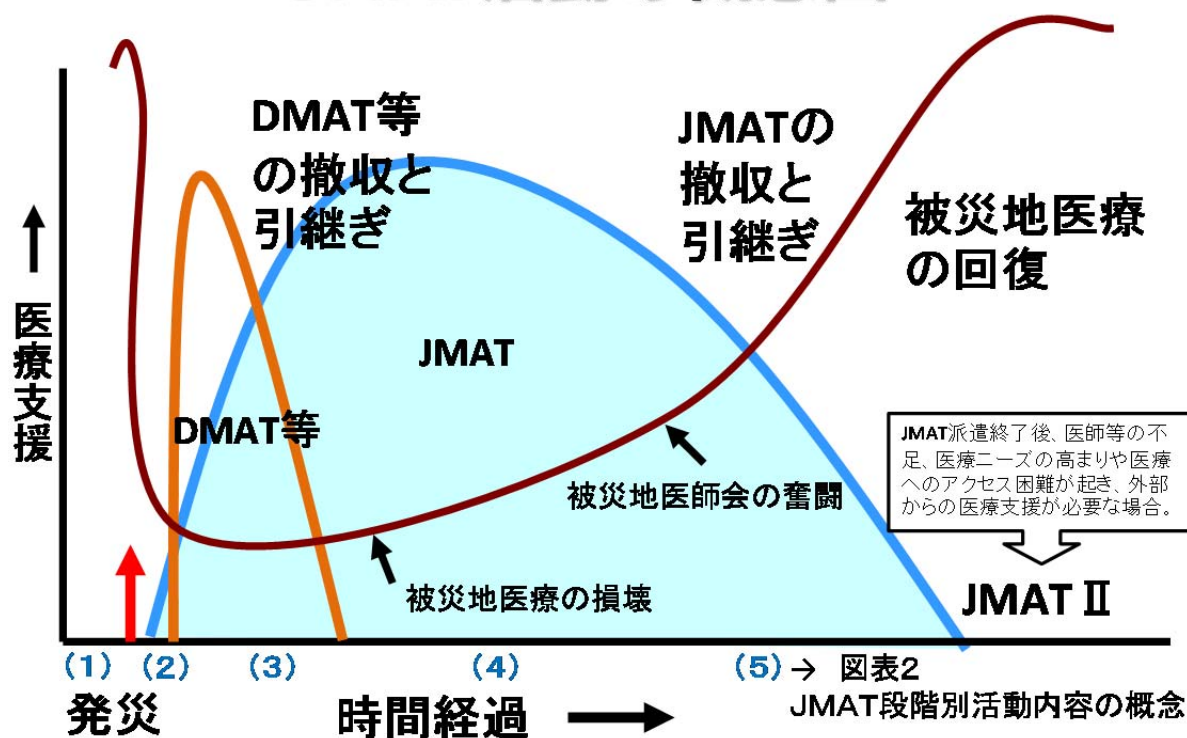 DMAT等
の撤収と
引継ぎ
JMATの
撤収と
引継ぎ
被災地医療
の回復
医療支援
JMAT
DMAT等
JMAT派遣終了後、医師等の不
足、医療ニーズの高まりや医療
へのアクセス困難が起き、外部
からの医療支援が必要な場合。
被災地医師会の奮闘
被災地医療の損壊
JMAT Ⅱ
(1) (2) (3) (4) (5) → 図表2
発災 時間経過
JMAT段階別活動内容の概念